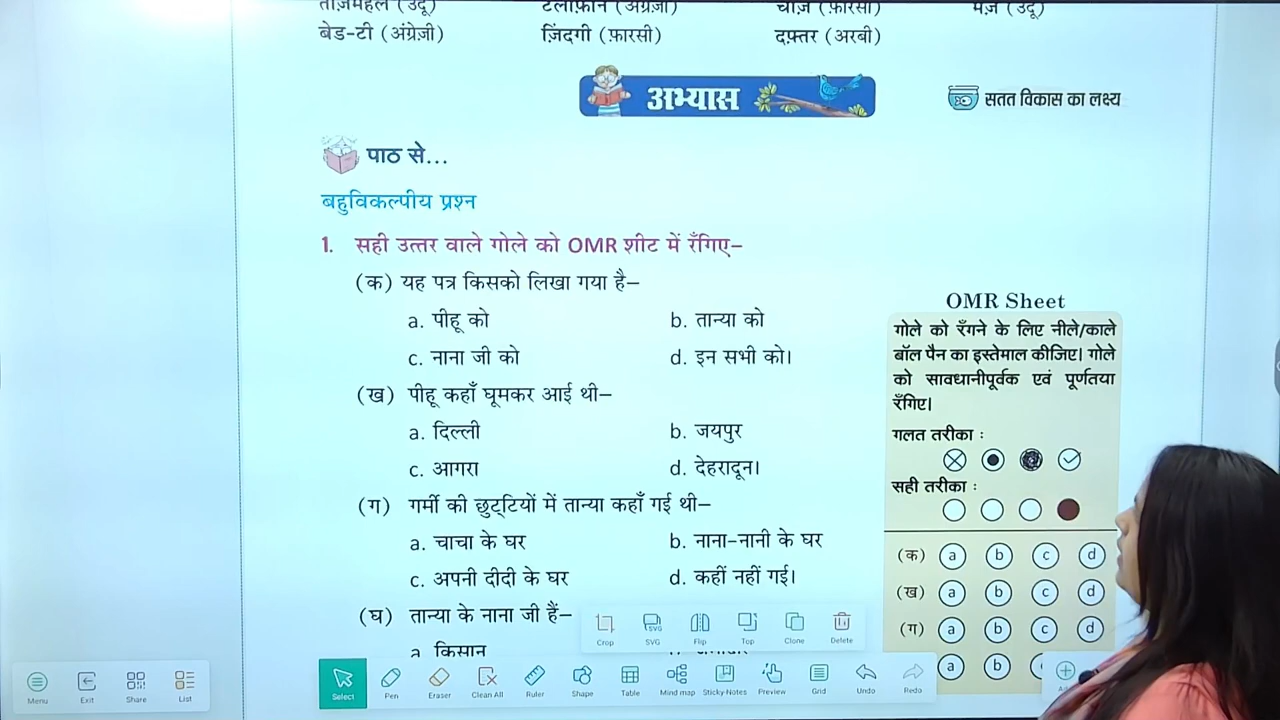 ताज़महल (उर्दू) टेलीफ़ोन (अंग्रेज़ी) चीज़ (फ़ारसी) मेज़ (उर्दू)
बेड-टी (अंग्रेज़ी) ज़िंदगी (फ़ारसी) दफ़्तर (अरबी)
अभ्यास
सतत विकास का लक्ष्य
पाठ से...
बहुविकल्पीय प्रश्न
1. सही उत्तर वाले गोले को OMR शीट में रँगिए–
(क) यह पत्र किसको लिखा गया है–
a. पीहू को b. तान्या को
c. नाना जी को d. इन सभी को।
(ख) पीहू कहाँ घूमकर आई थी–
a. दिल्ली b. जयपुर
c. आगरा d. देहरादून।
(ग) गर्मी की छुट्टियों में तान्या कहाँ गई थी–
a. चाचा के घर b. नाना-नानी के घर
c. अपनी दीदी के घर d. कहीं नहीं गई।
(घ) तान्या के नाना जी हैं–
a किसान
OMR Sheet
गोले को रँगने के लिए नीले/काले
बॉल पैन का इस्तेमाल कीजिए। गोले
को सावधानीपूर्वक एवं पूर्णतया
रँगिए।
गलत तरीका :
सही तरीका :
(क) a b c d
(ख) a b c d
(ग) a b c d
a b
Crop SVG Flip Top Clone Delete
Menu Exit Share List
Select Pen Eraser Clean All Ruler Shape Table Mind map Sticky Notes Preview Grid Undo Redo